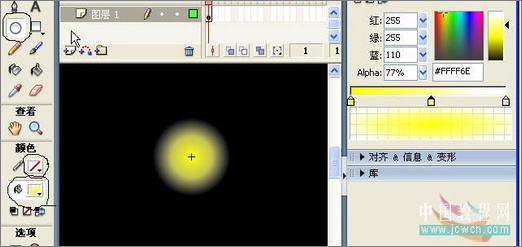 图层 1
1
1
查看
颜色
选项
红: 255
绿: 255
蓝: 110
Alpha: 77%
#FFFF6E
对齐 & 信息 & 变形
库
中国教程网
www.jcwcn.com